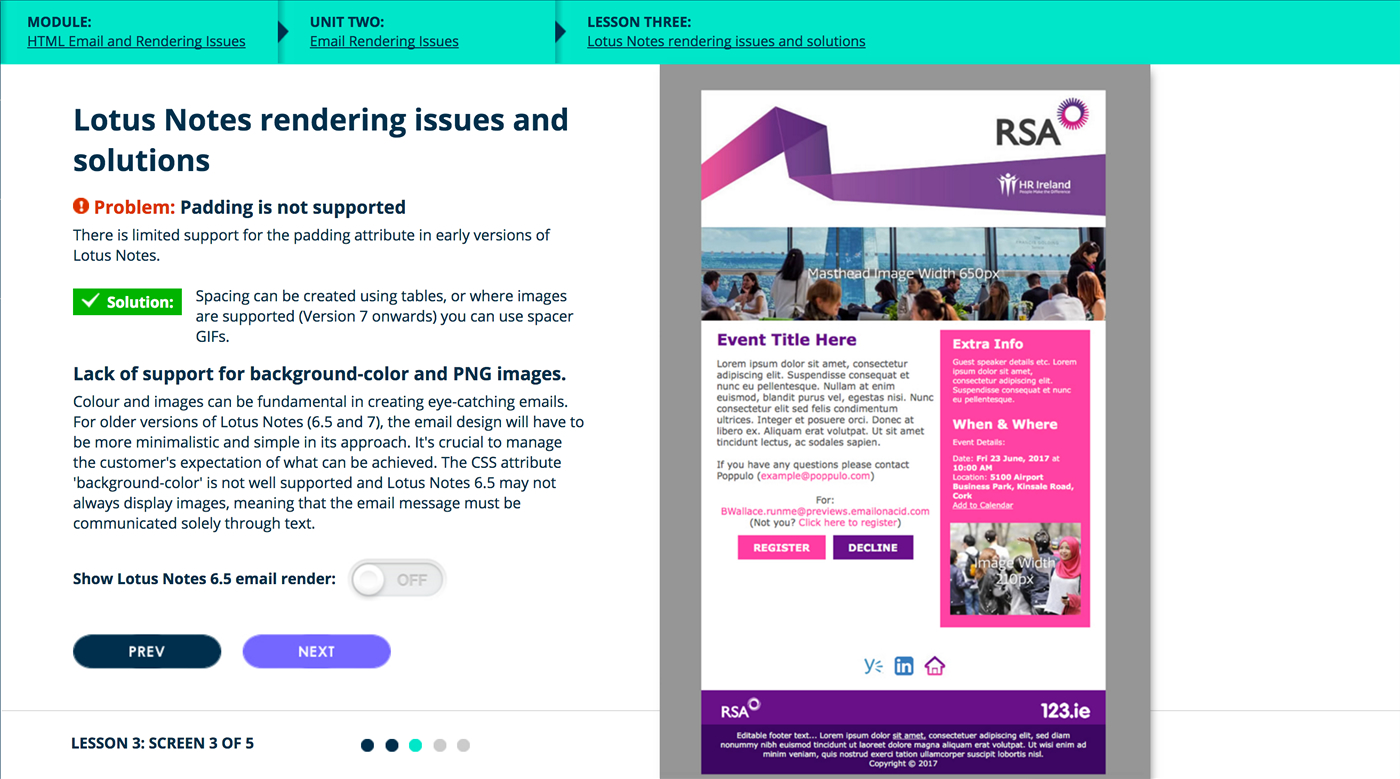 MODULE:
HTML Email and Rendering Issues
UNIT TWO:
Email Rendering Issues
LESSON THREE:
Lotus Notes rendering issues and solutions
Lotus Notes rendering issues and
solutions
Problem: Padding is not supported
There is limited support for the padding attribute in early versions of
Lotus Notes.
Solution:
Spacing can be created using tables, or where images
are supported (Version 7 onwards) you can use spacer
GIFs.
Lack of support for background-color and PNG images.
Colour and images can be fundamental in creating eye-catching emails.
For older versions of Lotus Notes (6.5 and 7), the email design will have to
be more minimalistic and simple in its approach. It's crucial to manage
the customer's expectation of what can be achieved. The CSS attribute
'background-color' is not well supported and Lotus Notes 6.5 may not
always display images, meaning that the email message must be
communicated solely through text.
Show Lotus Notes 6.5 email render:
OFF
PREV
NEXT
LESSON 3: SCREEN 3 OF 5
RSA
HR Ireland
People Make the Difference
Masthead Image Width 650px
Event Title Here
Lorem ipsum dolor sit amet, consectetur
adipiscing elit. Suspendisse consequat et
nunc eu pellentesque. Nullam at enim
euismod, blandit purus vel, egestas nisi. Nunc
consectetur elit sed felis condimentum
ultrices. Integer et posuere orci. Donec at
libero ex. Aliquam erat volutpat. Ut sit amet
tincidunt lectus, ac sodales sapien.
If you have any questions please contact
Poppulo (example@poppulo.com)
For:
BWallace.runme@previews.emailonacid.com
(Not you? Click here to register)
REGISTER
DECLINE
Extra Info
Guest speaker details etc. Lorem
ipsum dolor sit amet,
consectetur adipiscing elit.
Suspendisse consequat et nunc
eu pellentesque.
When & Where
Event Details:
Date: Fri 23 June, 2017 at
10:00 AM
Location: 5100 Airport
Business Park, Kinsale Road,
Cork
Add to Calendar
Image Width
210px
in
RSA
123.ie
Editable footer text... Lorem ipsum dolor sit amet, consectetuer adipiscing elit, sed diam
nonummy nibh euismod tincidunt ut laoreet dolore magna aliquam erat volutpat. Ut wisi enim ad
minim veniam, quis nostrud exerci tation ullamcorper suscipit lobortis nisl.
Copyright © 2017